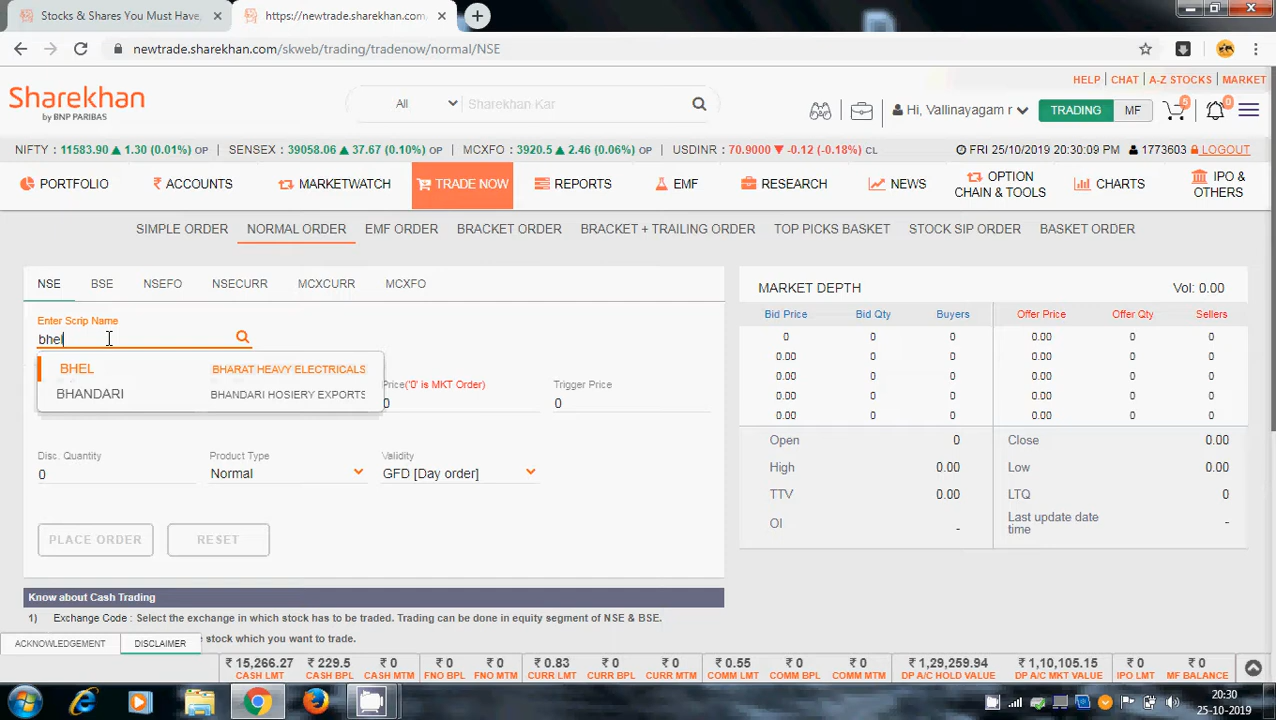 Stocks & Shares You Must Have
https://newtrade.sharekhan.com
newtrade.sharekhan.com/skweb/trading/tradenow/normal/NSE
HELP | CHAT | A-Z STOCKS | MARKET
Sharekhan
by BNP PARIBAS
All
Sharekhan Kar
Hi, Vallinayagam r
TRADING
MF
5
0
NIFTY : 11583.90 ▲ 1.30 (0.01%) OP | SENSEX : 39058.06 ▲ 37.67 (0.10%) OP | MCXFO : 3920.5 ▲ 2.46 (0.06%) OP | USDINR : 70.9000 ▼ -0.12 (-0.18%) CL
FRI 25/10/2019 20:30:09 PM
1773603
LOGOUT
PORTFOLIO
₹ ACCOUNTS
MARKETWATCH
TRADE NOW
REPORTS
EMF
RESEARCH
NEWS
OPTION
CHAIN & TOOLS
CHARTS
IPO &
OTHERS
SIMPLE ORDER
NORMAL ORDER
EMF ORDER
BRACKET ORDER
BRACKET + TRAILING ORDER
TOP PICKS BASKET
STOCK SIP ORDER
BASKET ORDER
NSE
BSE
NSEFO
NSECURR
MCXCURR
MCXFO
Enter Scrip Name
bhel
BHEL BHARAT HEAVY ELECTRICALS
BHANDARI BHANDARI HOSIERY EXPORTS
Price('0' is MKT Order)
Trigger Price
0
0
Disc. Quantity
Product Type
Validity
0
Normal
GFD [Day order]
PLACE ORDER
RESET
MARKET DEPTH
Vol: 0.00
Bid Price Bid Qty Buyers Offer Price Offer Qty Sellers
0 0 0 0.00 0.00 0
0.00 0 0 0.00 0.00 0
0.00 0 0 0.00 0.00 0
0.00 0 0 0.00 0.00 0
0.00 0 0 0.00 0.00 0
Open 0 Close 0.00
High 0.00 Low 0.00
TTV 0.00 LTQ 0
OI - Last update date
time -
Know about Cash Trading
1) Exchange Code : Select the exchange in which stock has to be traded. Trading can be done in equity segment of NSE & BSE.
stock which you want to trade.
ACKNOWLEDGEMENT
DISCLAIMER
₹ 15,266.27 ₹ 229.5 ₹ 0 ₹ 0 ₹ 0 ₹ 0.83 ₹ 0 ₹ 0 ₹ 0.55 ₹ 0 ₹ 0 ₹ 1,29,259.94 ₹ 1,10,105.15 ₹ 0 ₹ 0
CASH LMT CASH BPL CASH MTM FNO BPL FNO MTM CURR LMT CURR BPL CURR MTM COMM LMT COMM BPL COMM MTM DP A/C HOLD VALUE DP A/C MKT VALUE IPO LMT MF BALANCE
20:30
25-10-2019